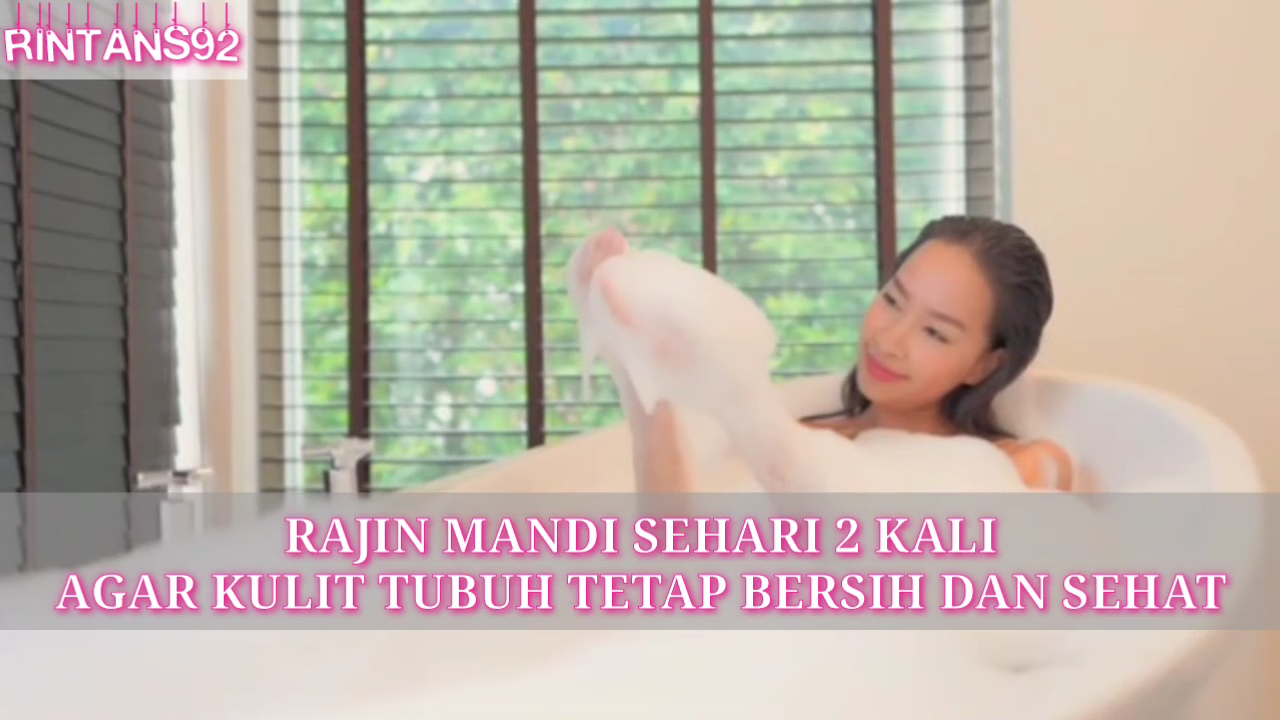 RINTANS92
RAJIN MANDI SEHARI 2 KALI
AGAR KULIT TUBUH TETAP BERSIH DAN SEHAT